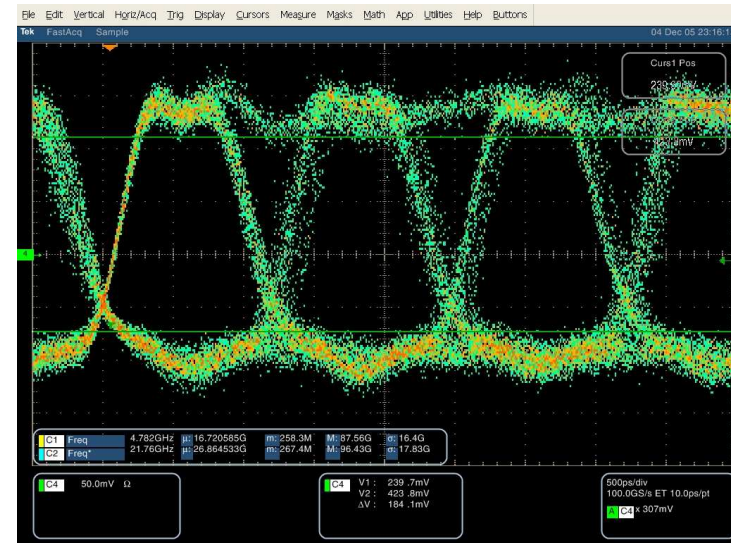 File Edit Vertical Horiz/Acq Trig Display Cursors Measure Masks Math App Utilities Help Buttons
Tek FastAcq Sample 04 Dec 05 23:16:1
Curs1 Pos
4
C1 Freq 4.782GHz µ: 16.720585G m: 258.3M M: 87.56G σ: 16.4G
C2 Freq* 21.76GHz µ: 26.864533G m: 267.4M M: 96.43G σ: 17.83G
C4 50.0mV Ω
C4 V1 : 239 .7mV
V2 : 423 .8mV
ΔV : 184 .1mV
500ps/div
100.0GS/s ET 10.0ps/pt
A C4 x 307mV